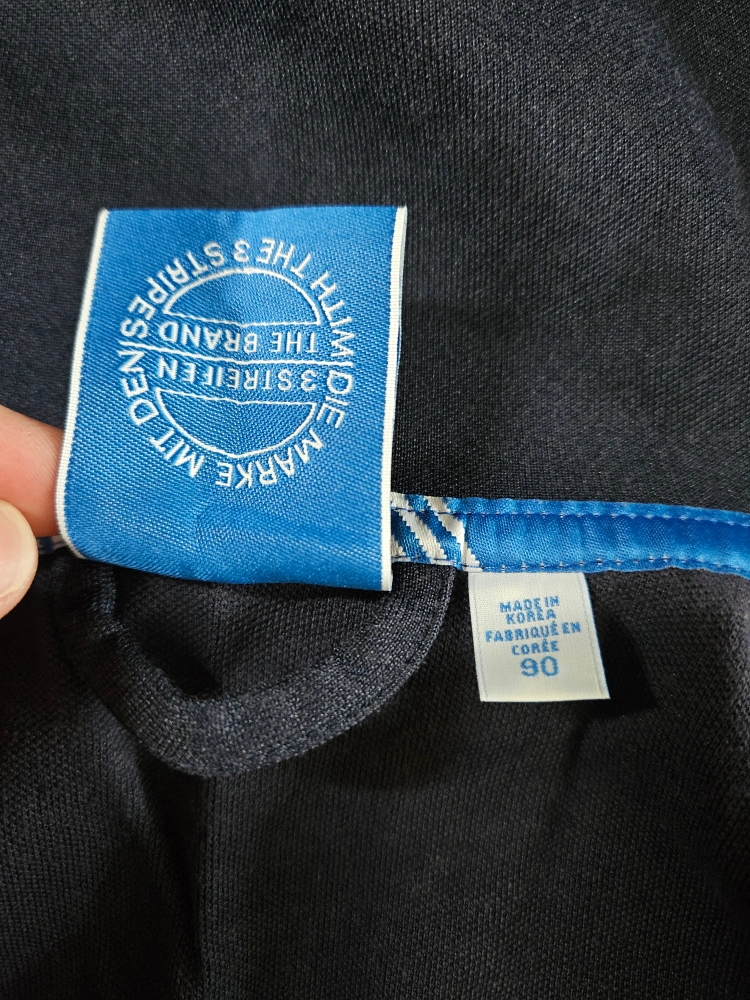 DIE MARKE MIT DEN
3 STREIFEN
THE BRAND
WITH THE 3 STRIPES
MADE IN
KOREA
FABRIQUÉ EN
CORÉE
90